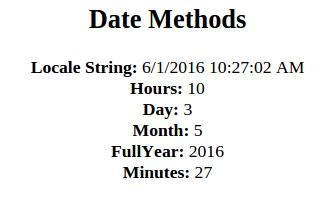 Date Methods
Locale String: 6/1/2016 10:27:02 AM
Hours: 10
Day: 3
Month: 5
FullYear: 2016
Minutes: 27